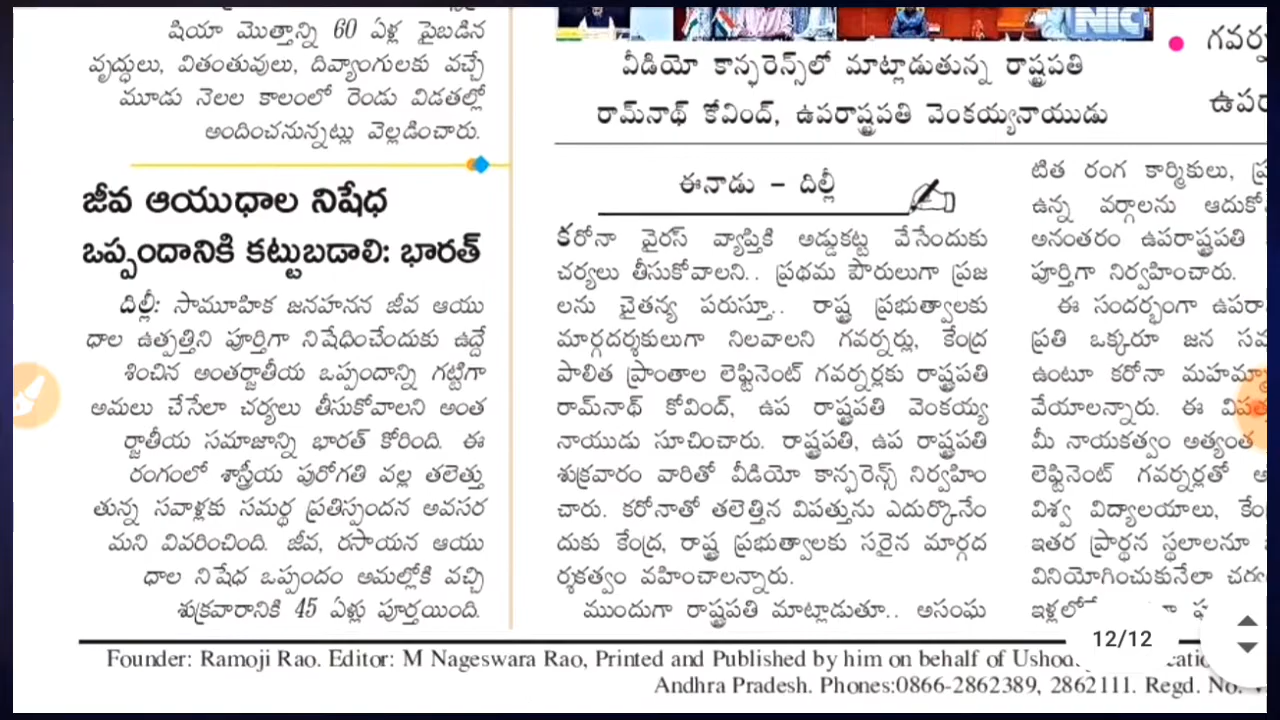 షియా మొత్తాన్ని 60 ఏళ్ల పైబడిన
వృద్ధులు, వితంతువులు, దివ్యాంగులకు వచ్చే
మూడు నెలల కాలంలో రెండు విడతల్లో
అందించనున్నట్లు వెల్లడించారు.
జీవ ఆయుధాల నిషేధ
ఒప్పందానికి కట్టుబడాలి: భారత్
దిల్లీ: సామూహిక జనహనన జీవ ఆయు
ధాల ఉత్పత్తిని పూర్తిగా నిషేధించేందుకు ఉద్దే
శించిన అంతర్జాతీయ ఒప్పందాన్ని గట్టిగా
అమలు చేసేలా చర్యలు తీసుకోవాలని అంత
ర్జాతీయ సమాజాన్ని భారత్ కోరింది. ఈ
రంగంలో శాస్త్రీయ పురోగతి వల్ల తలెత్తు
తున్న సవాళ్లకు సమర్థ ప్రతిస్పందన అవసర
మని వివరించింది. జీవ, రసాయన ఆయు
ధాల నిషేధ ఒప్పందం అమల్లోకి వచ్చి
శుక్రవారానికి 45 ఏళ్లు పూర్తయింది.
NIC
వీడియో కాన్ఫరెన్స్‌లో మాట్లాడుతున్న రాష్ట్రపతి
రామ్‌నాథ్ కోవింద్, ఉపరాష్ట్రపతి వెంకయ్యనాయుడు
ఈనాడు - దిల్లీ
కరోనా వైరస్ వ్యాప్తికి అడ్డుకట్ట వేసేందుకు
చర్యలు తీసుకోవాలని.. ప్రథమ పౌరులుగా ప్రజ
లను చైతన్య పరుస్తూ.. రాష్ట్ర ప్రభుత్వాలకు
మార్గదర్శకులుగా నిలవాలని గవర్నర్లు, కేంద్ర
పాలిత ప్రాంతాల లెఫ్టినెంట్ గవర్నర్లకు రాష్ట్రపతి
రామ్‌నాథ్ కోవింద్, ఉప రాష్ట్రపతి వెంకయ్య
నాయుడు సూచించారు. రాష్ట్రపతి, ఉప రాష్ట్రపతి
శుక్రవారం వారితో వీడియో కాన్ఫరెన్స్ నిర్వహిం
చారు. కరోనాతో తలెత్తిన విపత్తును ఎదుర్కొనేం
దుకు కేంద్ర, రాష్ట్ర ప్రభుత్వాలకు సరైన మార్గద
ర్శకత్వం వహించాలన్నారు.
ముందుగా రాష్ట్రపతి మాట్లాడుతూ.. అసంఘ
టిత రంగ కార్మికులు,
ఉన్న వర్గాలను
అనంతరం ఉపరాష్ట్రపతి
పూర్తిగా నిర్వహించారు.
ఈ సందర్భంగా
ప్రతి ఒక్కరూ జన
ఉంటూ కరోనా
వేయాలన్నారు. ఈ
మీ నాయకత్వం అత్యంత
లెఫ్టినెంట్ గవర్నర్లతో
విశ్వ విద్యాలయాలు,
ఇతర ప్రార్థన స్థలాలనూ
వినియోగించుకునేలా
12/12
Founder: Ramoji Rao. Editor: M Nageswara Rao, Printed and Published by him on behalf of
Andhra Pradesh. Phones:0866-2862389, 2862111. Regd. No.